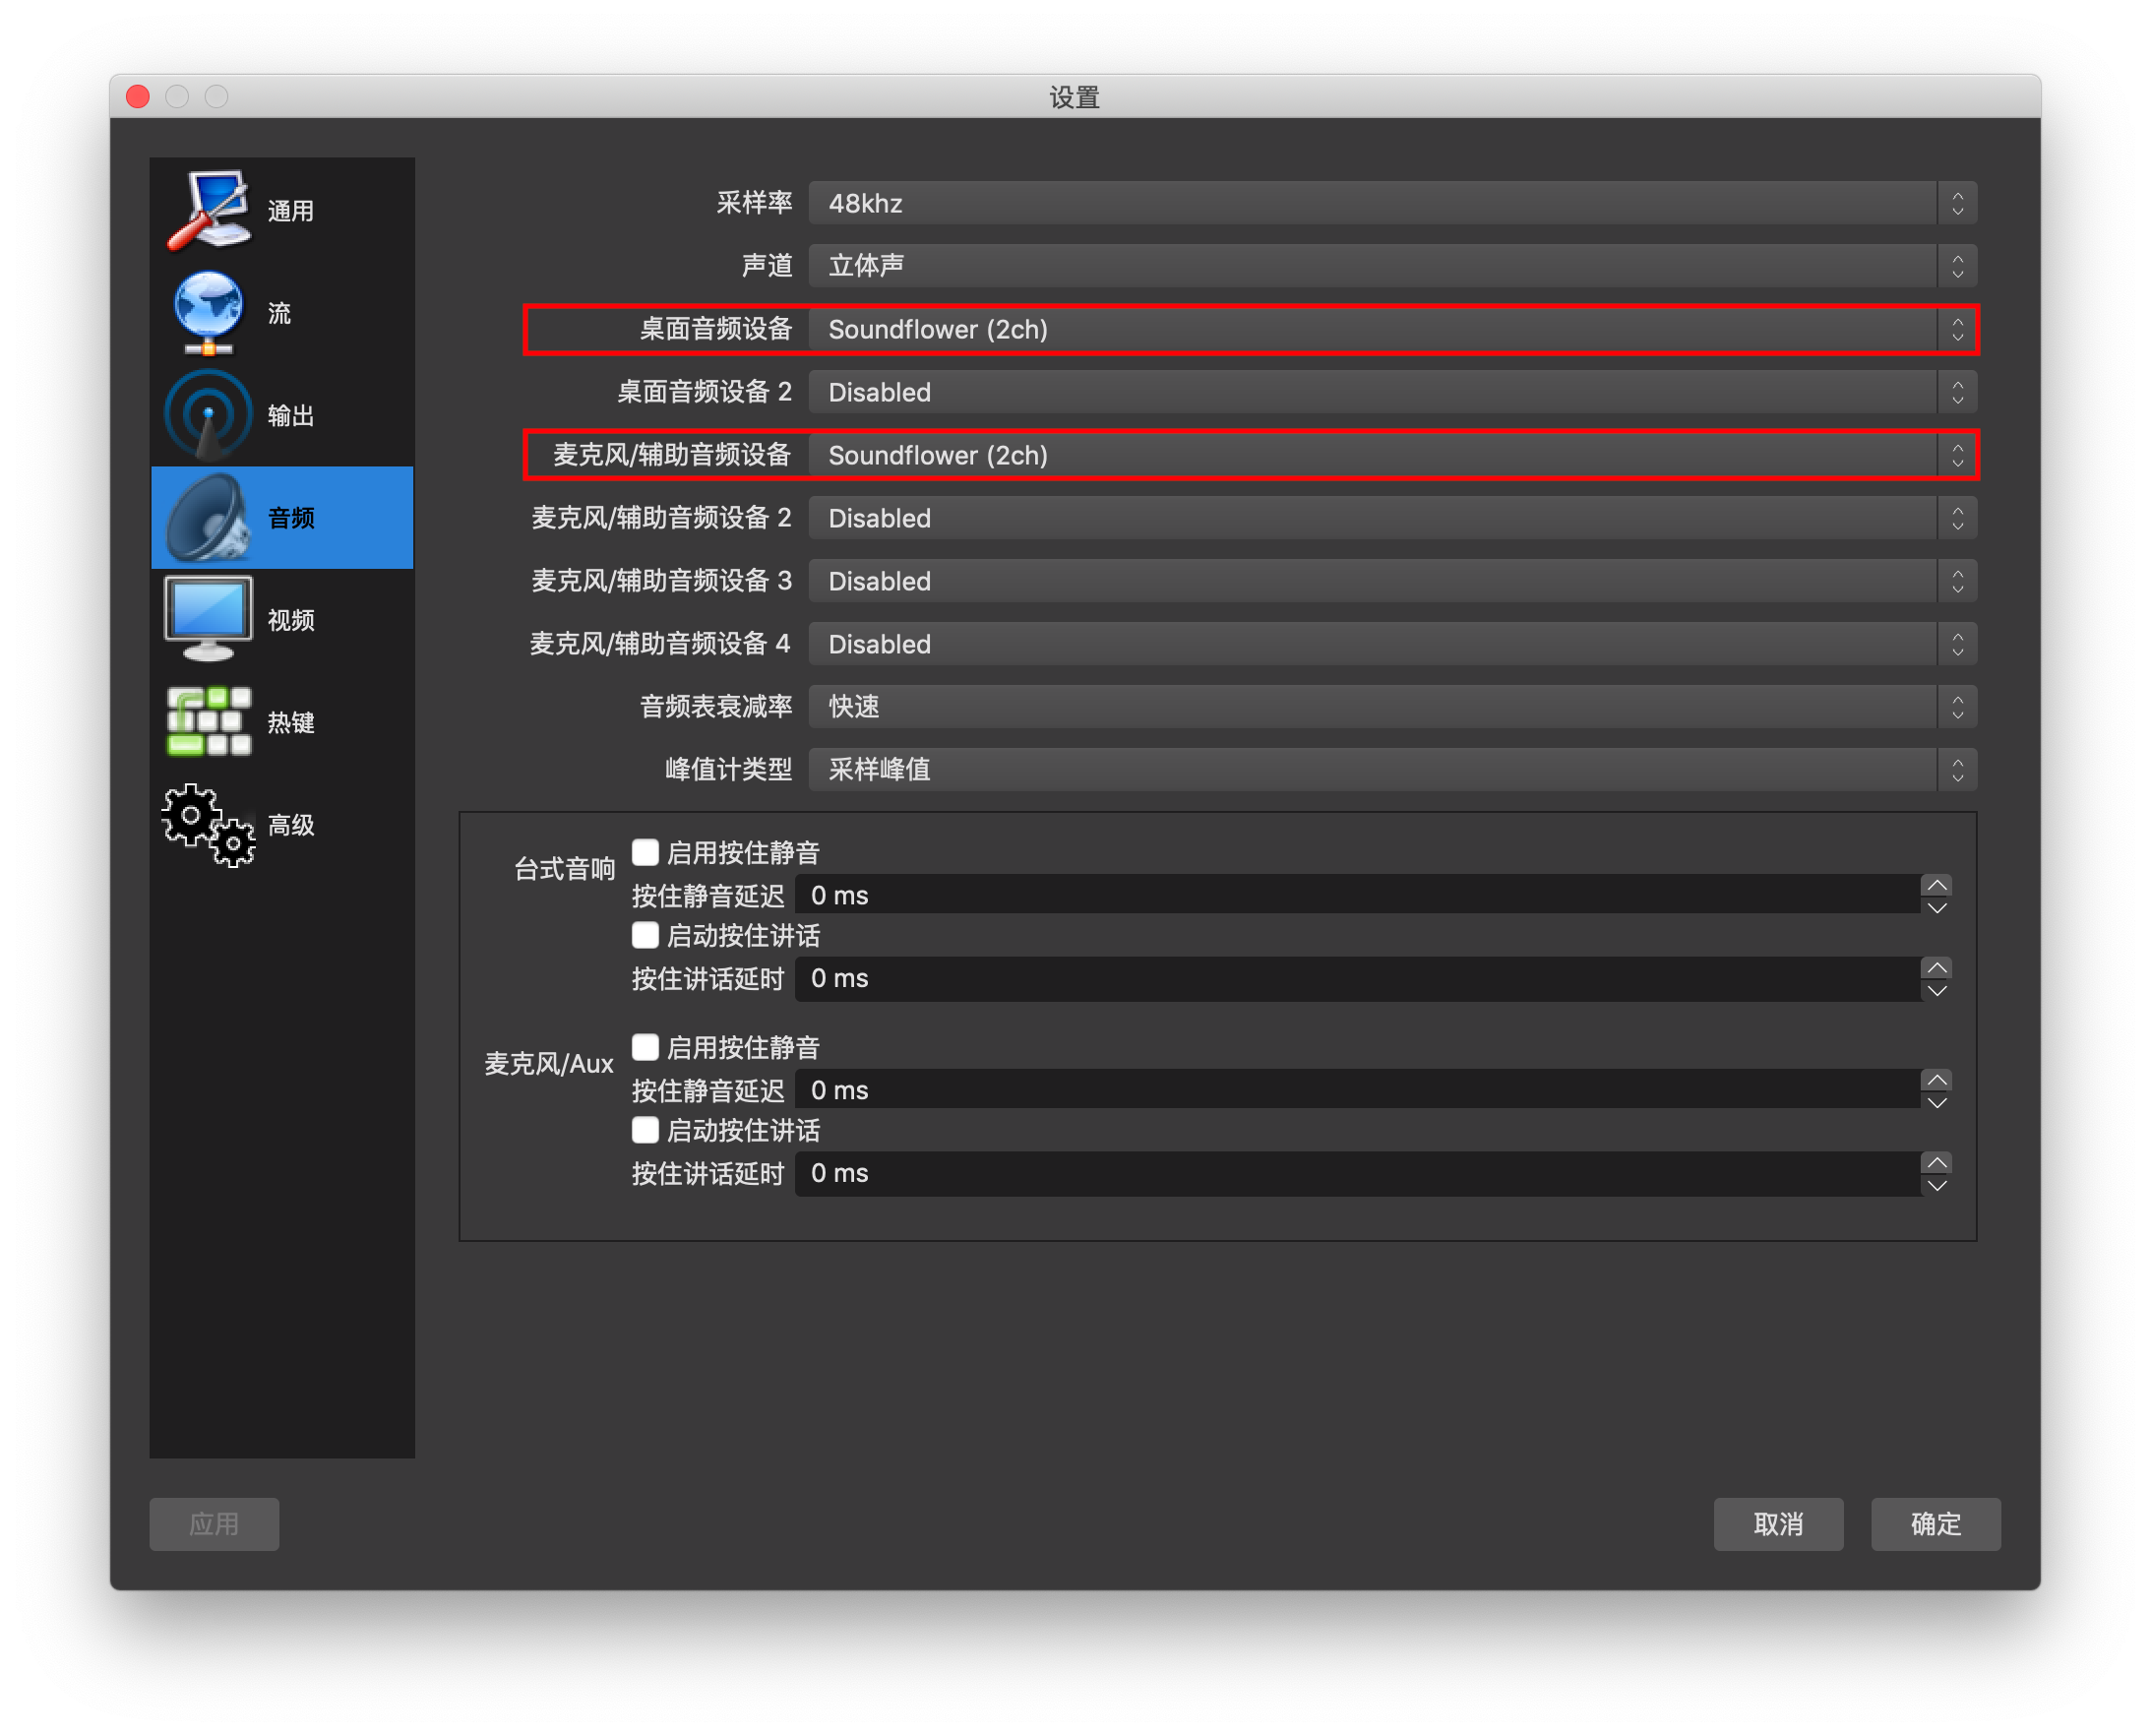 设置
通用
流
输出
音频
视频
热键
高级
采样率 48khz
声道 立体声
桌面音频设备 Soundflower (2ch)
桌面音频设备 2 Disabled
麦克风/辅助音频设备 Soundflower (2ch)
麦克风/辅助音频设备 2 Disabled
麦克风/辅助音频设备 3 Disabled
麦克风/辅助音频设备 4 Disabled
音频表衰减率 快速
峰值计类型 采样峰值
台式音响
启用按住静音
按住静音延迟 0 ms
启动按住讲话
按住讲话延时 0 ms
麦克风/Aux
启用按住静音
按住静音延迟 0 ms
启动按住讲话
按住讲话延时 0 ms
应用
取消
确定